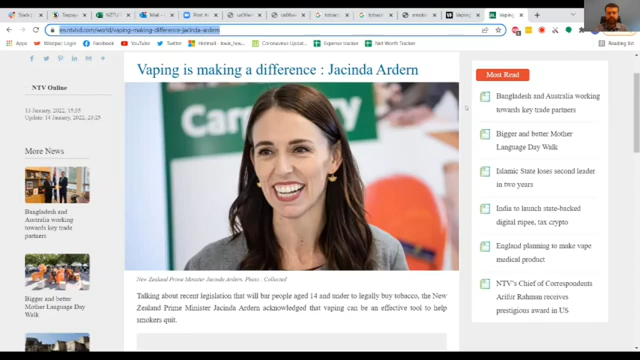 en.ntvbd.com/world/vaping-making-difference-jacinda-ardern
Facebook
YouTube
Twitter
Coronavirus Updat...
Expense tracker
Net Worth Tracker
Reading list
NTV Online
13 January, 2022,
Update: 14 January, 2022,
More News
Bangladesh and
Australia working
towards key trade
partners
Bigger and better
Mother Language Day
Walk
Vaping is making a difference : Jacinda Ardern
New Zealand Prime Minister Jacinda Ardern. Photo : Collected
Talking about recent legislation that will bar people aged 14 and under to legally buy tobacco, the New
Zealand Prime Minister Jacinda Ardern acknowledged that vaping can be an effective tool to help
smokers quit.
Most Read
Bangladesh and Australia working
towards key trade partners
Bigger and better Mother
Language Day Walk
Islamic State loses second leader
in two years
India to launch state-backed
digital rupee, tax crypto
England planning to make vape
medical product
NTV's Chief of Correspondents
Arifur Rahman receives
prestigious award in US